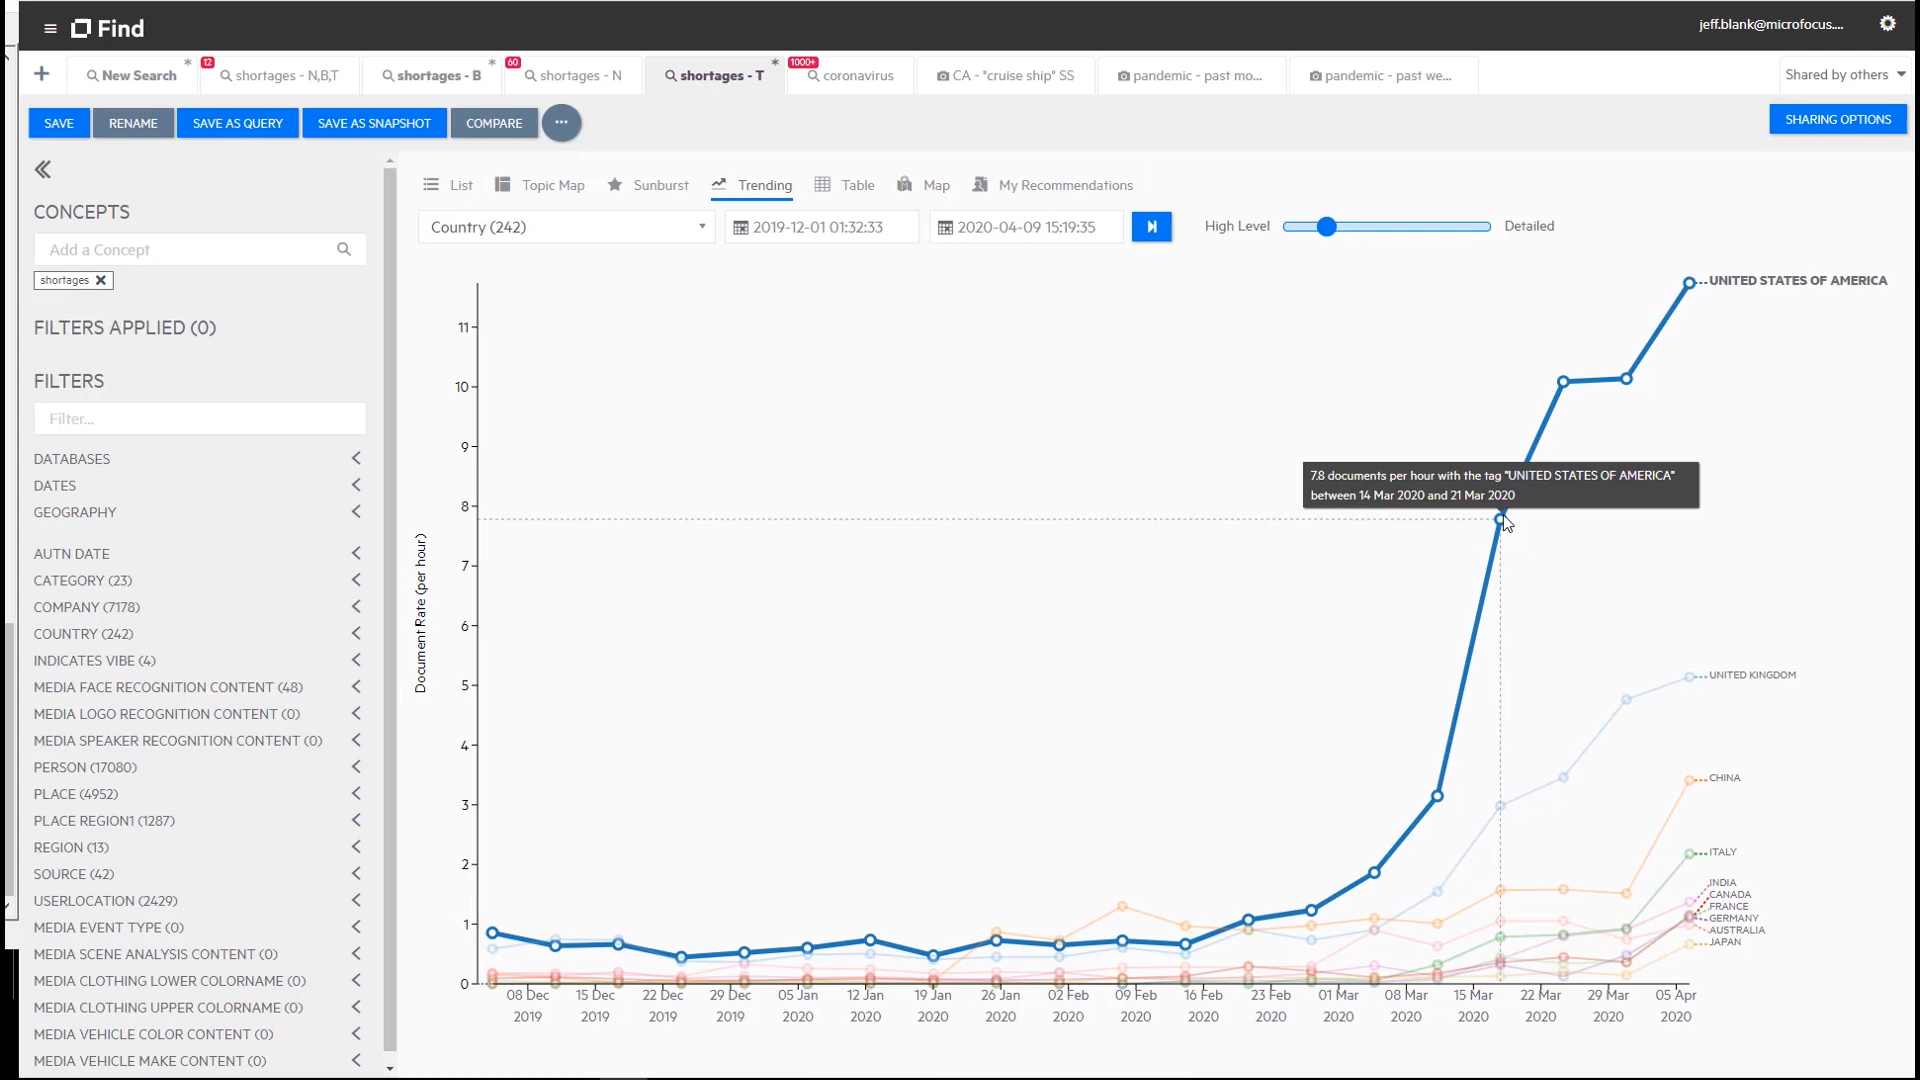 Find
jeff.blank@microfocus....
New Search *
12 shortages - N,B,T
shortages - B *
60 shortages - N
shortages - T *
1000+ coronavirus
CA - "cruise ship" SS
pandemic - past mo...
pandemic - past we...
Shared by others
SAVE
RENAME
SAVE AS QUERY
SAVE AS SNAPSHOT
COMPARE
...
SHARING OPTIONS
CONCEPTS
Add a Concept
shortages
FILTERS APPLIED (0)
FILTERS
Filter...
DATABASES
DATES
GEOGRAPHY
AUTN DATE
CATEGORY (23)
COMPANY (7178)
COUNTRY (242)
INDICATES VIBE (4)
MEDIA FACE RECOGNITION CONTENT (48)
MEDIA LOGO RECOGNITION CONTENT (0)
MEDIA SPEAKER RECOGNITION CONTENT (0)
PERSON (17080)
PLACE (4952)
PLACE REGION1 (1287)
REGION (13)
SOURCE (42)
USERLOCATION (2429)
MEDIA EVENT TYPE (0)
MEDIA SCENE ANALYSIS CONTENT (0)
MEDIA CLOTHING LOWER COLORNAME (0)
MEDIA CLOTHING UPPER COLORNAME (0)
MEDIA VEHICLE COLOR CONTENT (0)
MEDIA VEHICLE MAKE CONTENT (0)
List
Topic Map
Sunburst
Trending
Table
Map
My Recommendations
Country (242)
2019-12-01 01:32:33
2020-04-09 15:19:35
High Level
Detailed
Document Rate (per hour)
11
10
9
8
7
6
5
4
3
2
1
0
7.8 documents per hour with the tag "UNITED STATES OF AMERICA"
between 14 Mar 2020 and 21 Mar 2020
UNITED STATES OF AMERICA
UNITED KINGDOM
CHINA
ITALY
INDIA
CANADA
FRANCE
GERMANY
AUSTRALIA
JAPAN
08 Dec 2019
15 Dec 2019
22 Dec 2019
29 Dec 2019
05 Jan 2020
12 Jan 2020
19 Jan 2020
26 Jan 2020
02 Feb 2020
09 Feb 2020
16 Feb 2020
23 Feb 2020
01 Mar 2020
08 Mar 2020
15 Mar 2020
22 Mar 2020
29 Mar 2020
05 Apr 2020